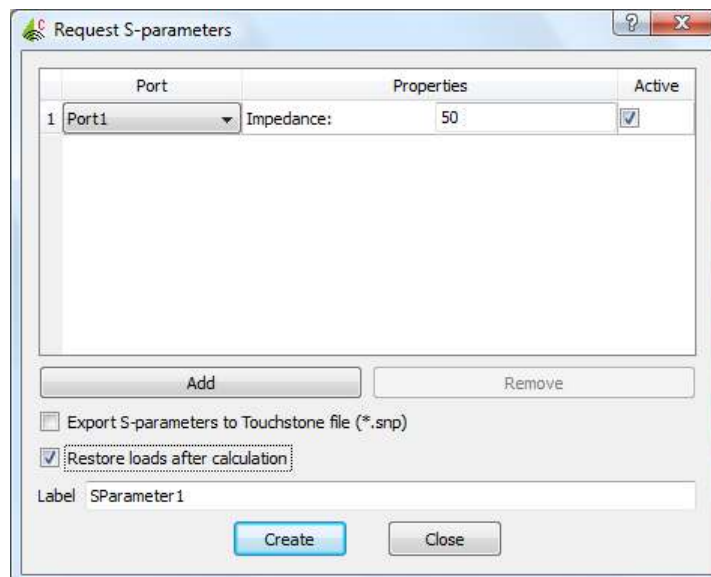 Request S-parameters
Port Properties Active
1 Port1 Impedance: 50
Add Remove
Export S-parameters to Touchstone file (*.snp)
Restore loads after calculation
Label SParameter1
Create Close